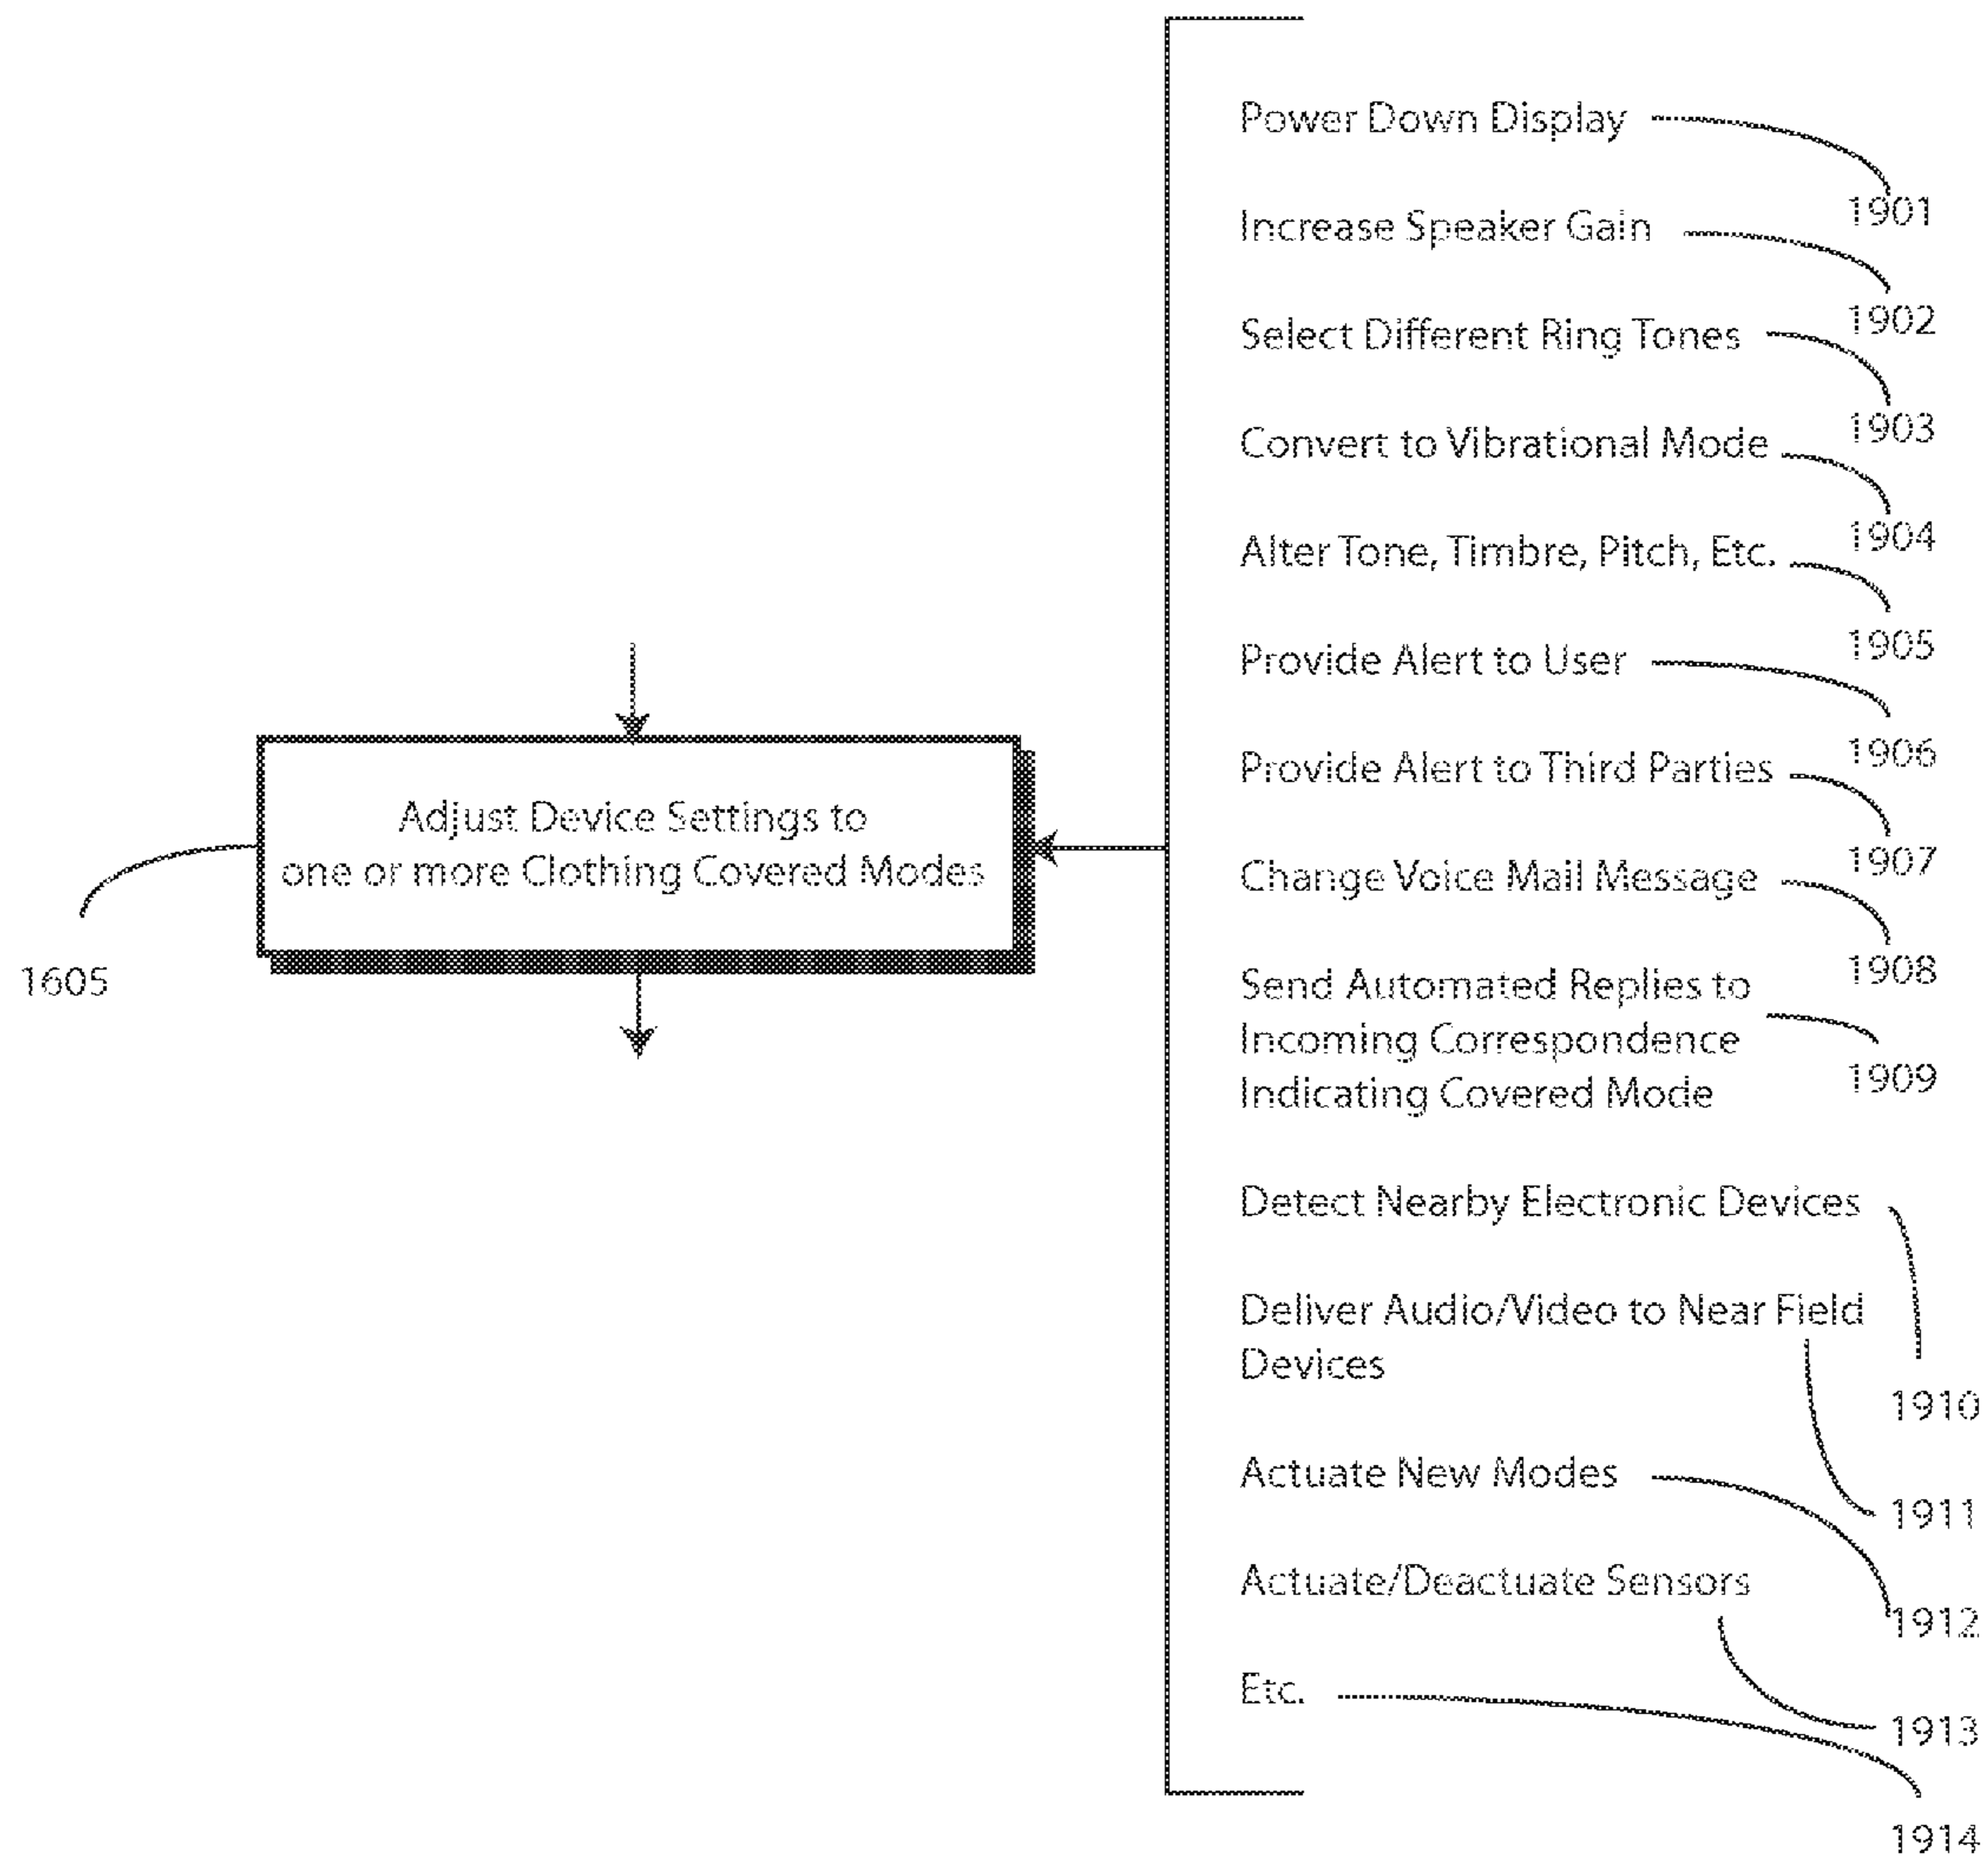 Power Down Display
1901
Increase Speaker Gain
1902
Select Different Ring Tones
1903
Convert to Vibrational Mode
1904
Alter Tone, Timbre, Pitch, Etc.
1905
Provide Alert to User
1906
Provide Alert to Third Parties
1907
Adjust Device Settings to
one or more Clothing Covered Modes
1605
Change Voice Mail Message
1908
Send Automated Replies to
Incoming Correspondence
Indicating Covered Mode
1909
Detect Nearby Electronic Devices
1910
Deliver Audio/Video to Near Field
Devices
1911
Actuate New Modes
1912
Actuate/Deactuate Sensors
1913
Etc.
1914